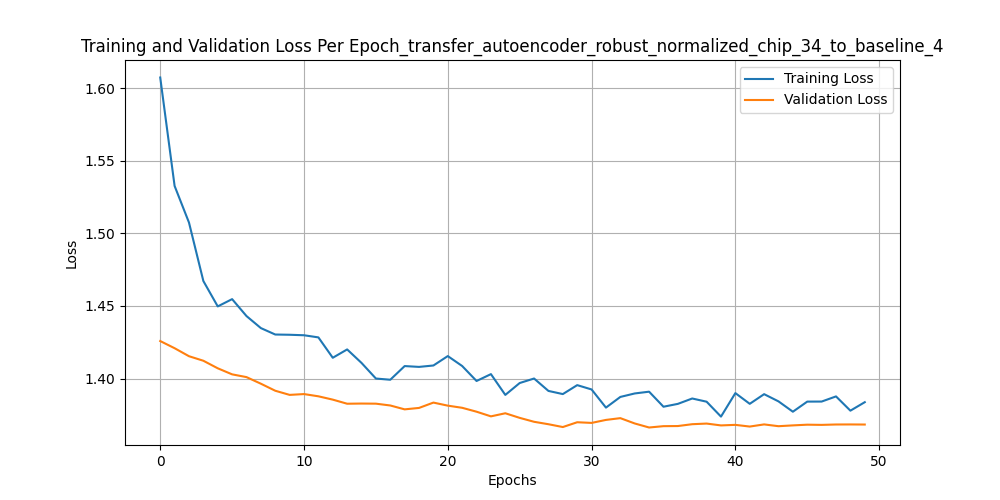 Training and Validation Loss Per Epoch_transfer_autoencoder_robust_normalized_chip_34_to_baseline_4
Training Loss
Validation Loss
1.60
1.55
1.50
1.45
1.40
Loss
0 10 20 30 40 50
Epochs